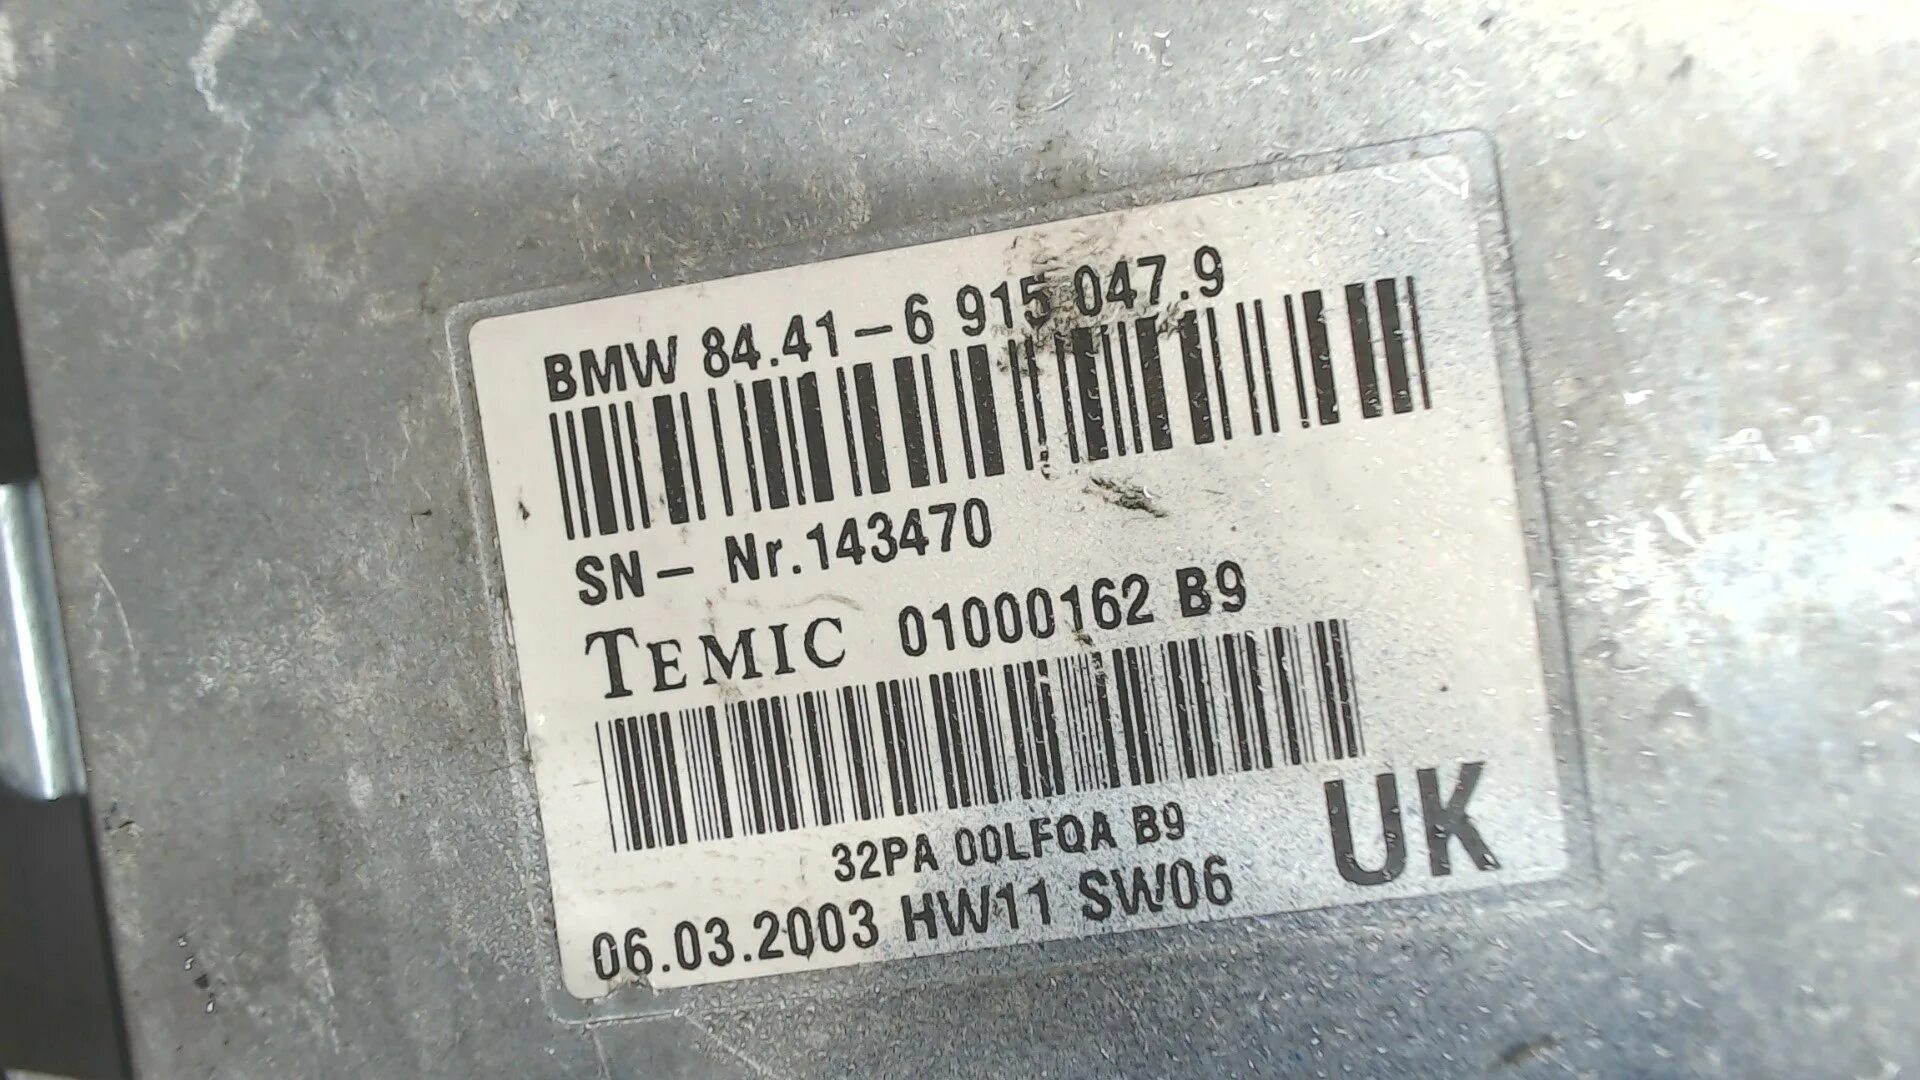 BMW 84.41-6 915 047.9
SN- Nr.143470
TEMIC 01000162 B9
32PA 00LFQA B9
06.03.2003 HW11 SW06 UK